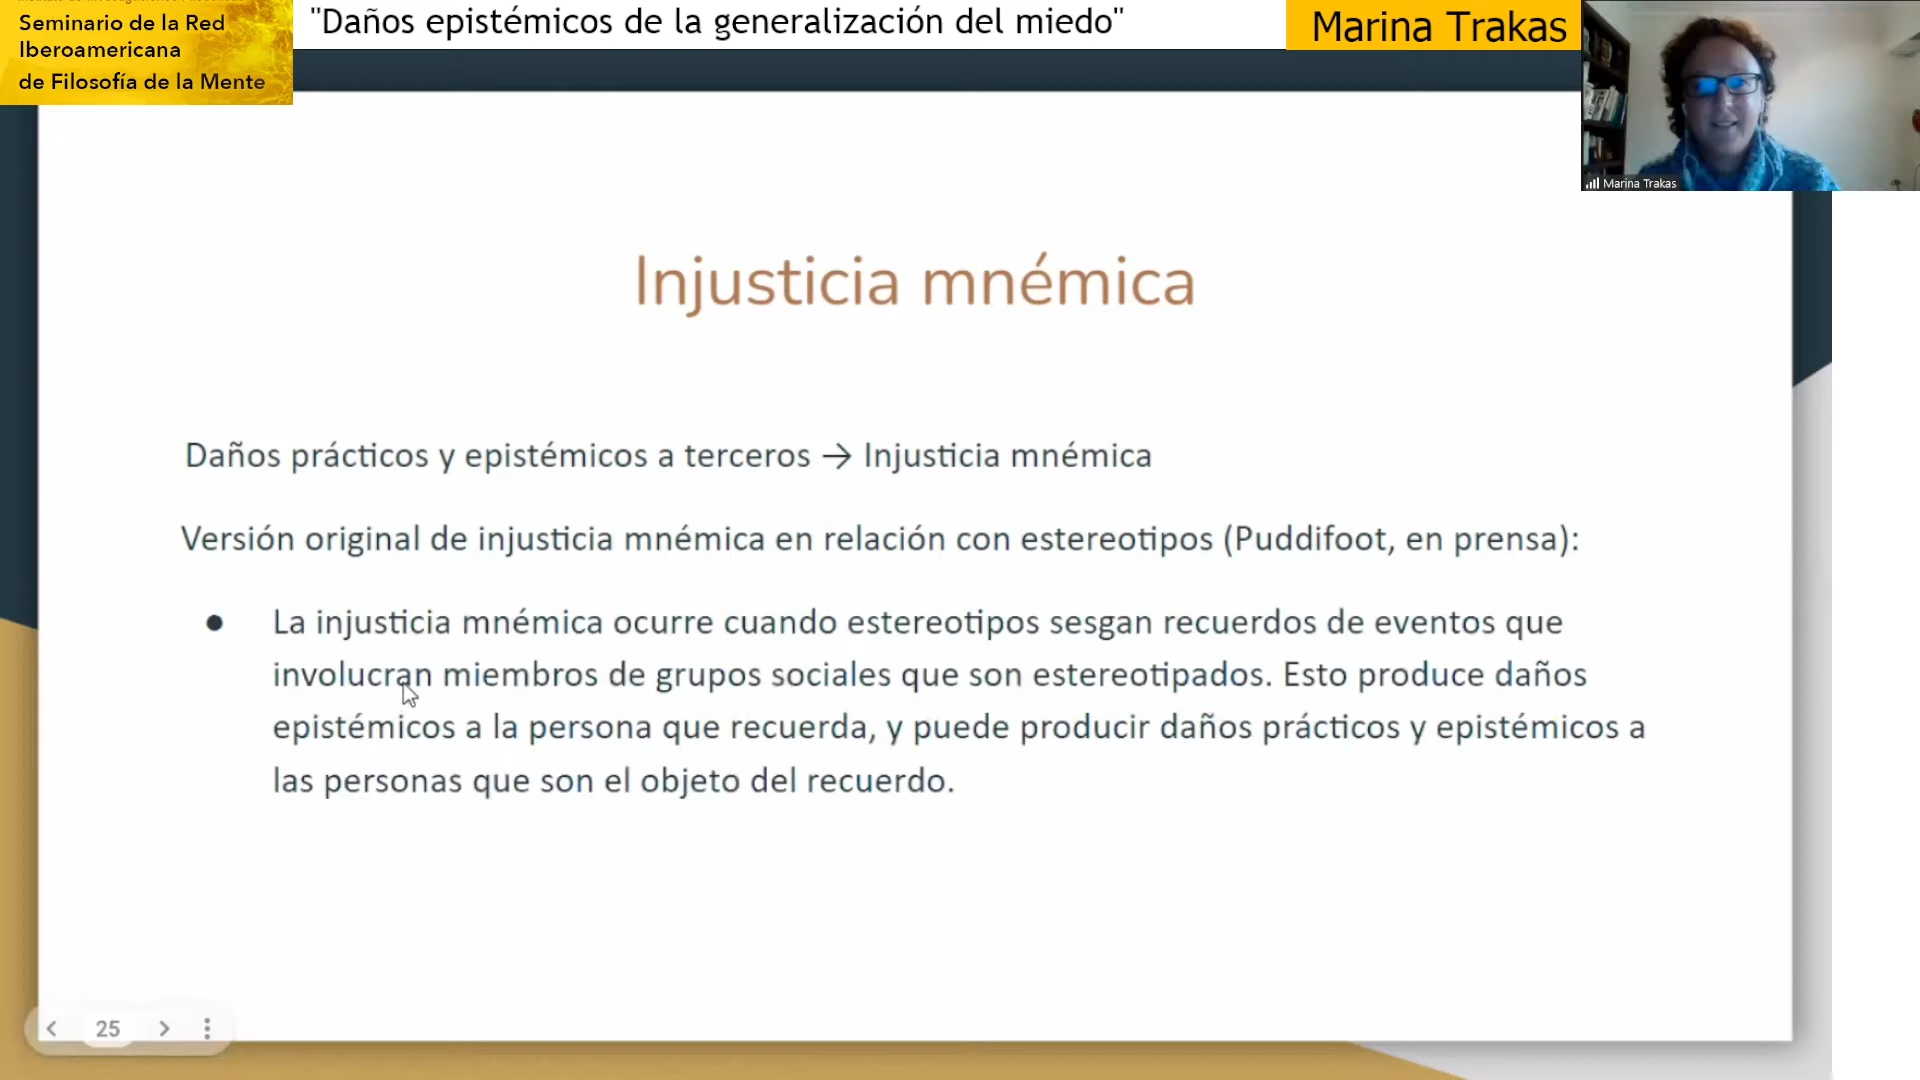 Seminario de la Red
Iberoamericana
de Filosofía de la Mente
"Daños epistémicos de la generalización del miedo"
Marina Trakas
Marina Trakas
Injusticia mnémica
Daños prácticos y epistémicos a terceros → Injusticia mnémica
Versión original de injusticia mnémica en relación con estereotipos (Puddifoot, en prensa):
● La injusticia mnémica ocurre cuando estereotipos sesgan recuerdos de eventos que
involucran miembros de grupos sociales que son estereotipados. Esto produce daños
epistémicos a la persona que recuerda, y puede producir daños prácticos y epistémicos a
las personas que son el objeto del recuerdo.
25